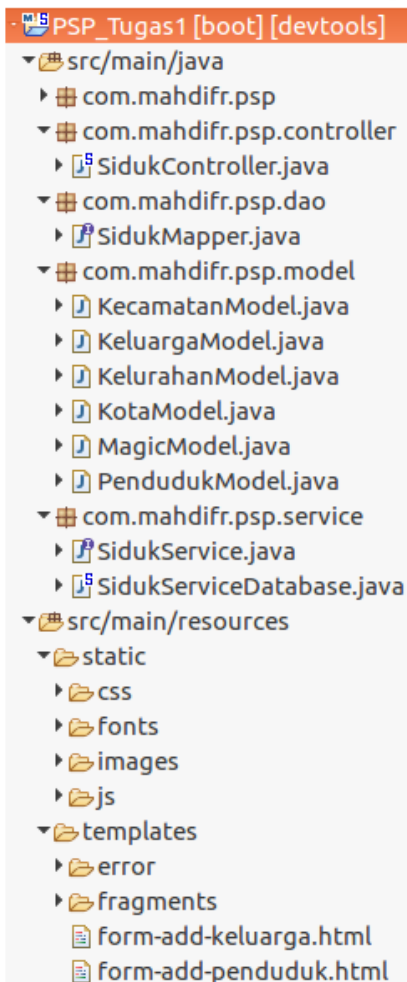 PSP_Tugas1 [boot] [devtools]
src/main/java
com.mahdifr.psp
com.mahdifr.psp.controller
SidukController.java
com.mahdifr.psp.dao
SidukMapper.java
com.mahdifr.psp.model
KecamatanModel.java
KeluargaModel.java
KelurahanModel.java
KotaModel.java
MagicModel.java
PendudukModel.java
com.mahdifr.psp.service
SidukService.java
SidukServiceDatabase.java
src/main/resources
static
css
fonts
images
js
templates
error
fragments
form-add-keluarga.html
form-add-penduduk.html